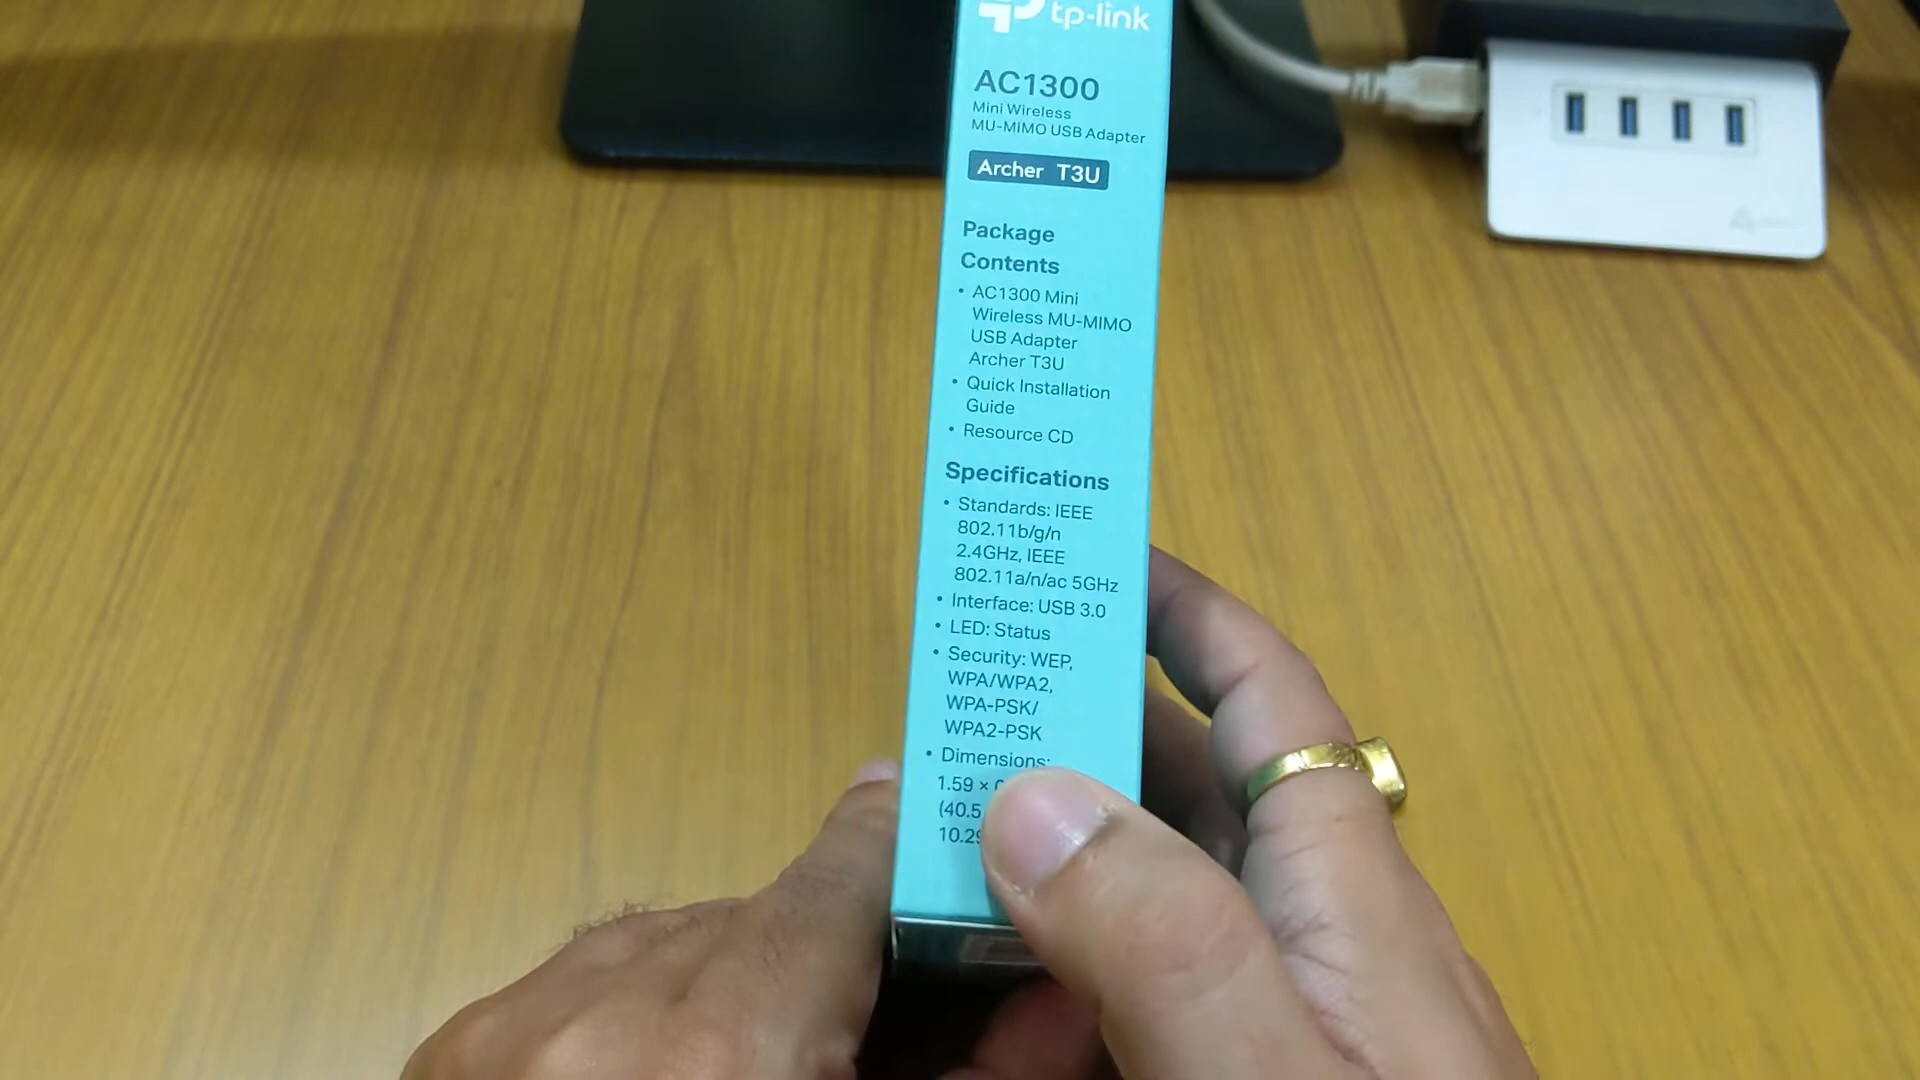 tp-link
AC1300
Mini Wireless
MU-MIMO USB Adapter
Archer T3U
Package
Contents
• AC1300 Mini
Wireless MU-MIMO
USB Adapter
Archer T3U
• Quick Installation
Guide
• Resource CD
Specifications
• Standards: IEEE
802.11b/g/n
2.4GHz, IEEE
802.11a/n/ac 5GHz
• Interface: USB 3.0
• LED: Status
• Security: WEP,
WPA/WPA2,
WPA-PSK/
WPA2-PSK
• Dimensions:
1.59 ×
(40.5